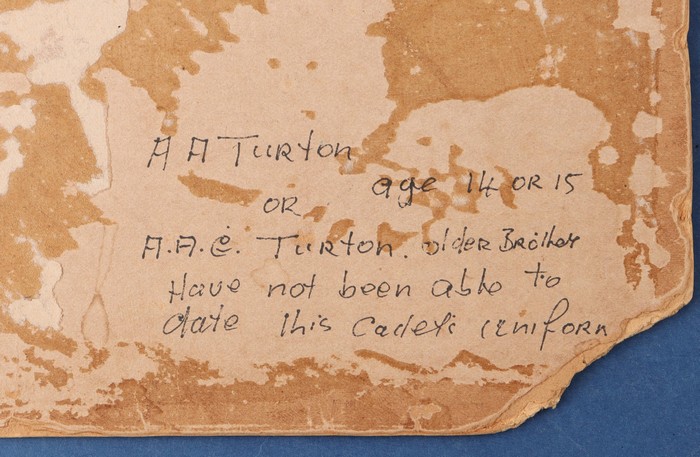 A A Turton
age 14 OR 15
OR
A.A.C. Turton. older Brother
Have not been able to
date this Cadets uniform